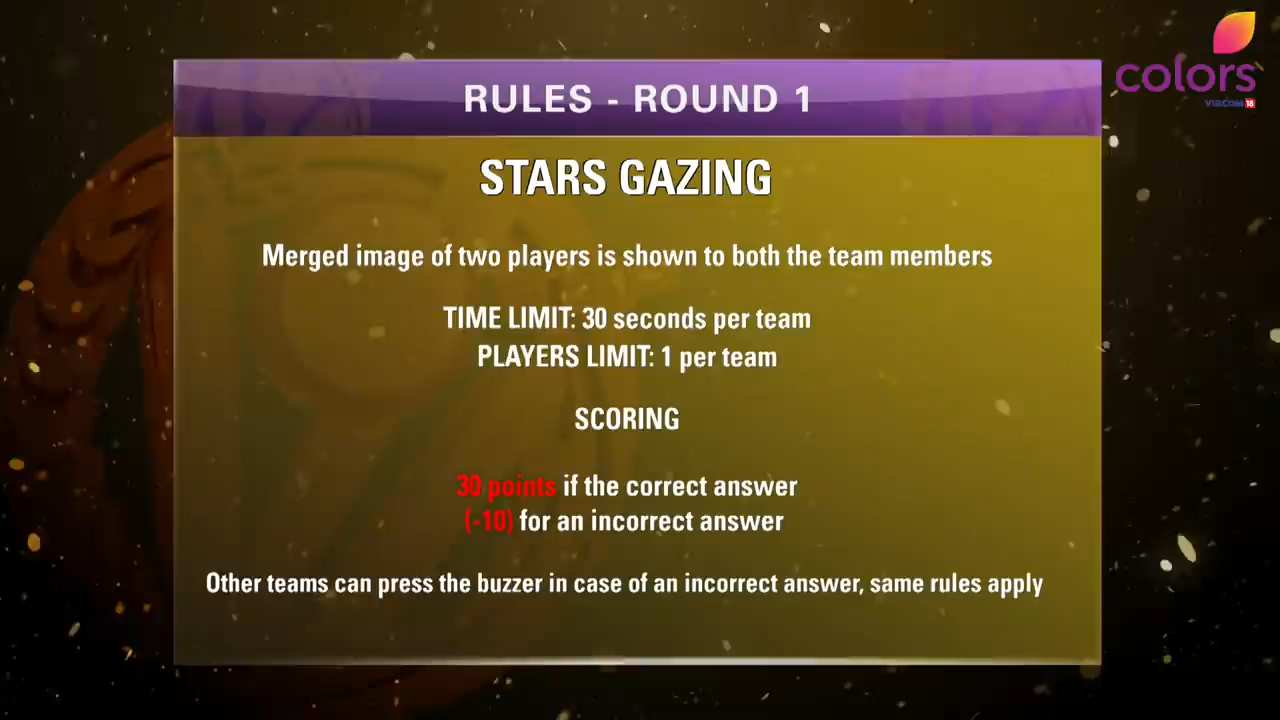 colors
VIACOM 18
RULES - ROUND 1
STARS GAZING
Merged image of two players is shown to both the team members
TIME LIMIT: 30 seconds per team
PLAYERS LIMIT: 1 per team
SCORING
30 points if the correct answer
(-10) for an incorrect answer
Other teams can press the buzzer in case of an incorrect answer, same rules apply